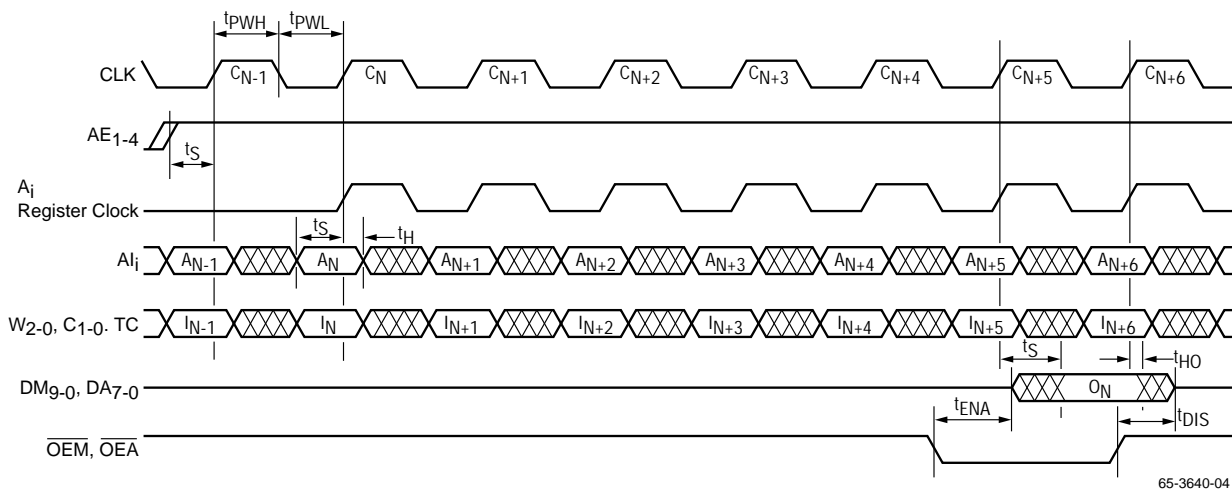 tPWH tPWL
CLK CN-1 CN CN+1 CN+2 CN+3 CN+4 CN+5 CN+6
AE1-4
tS
Ai
Register Clock
tS tH
AIi AN-1 AN AN+1 AN+2 AN+3 AN+4 AN+5 AN+6
W2-0, C1-0. TC IN-1 IN IN+1 IN+2 IN+3 IN+4 IN+5 IN+6
tS tHO
DM9-0, DA7-0 ON
tENA tDIS
OEM, OEA
65-3640-04